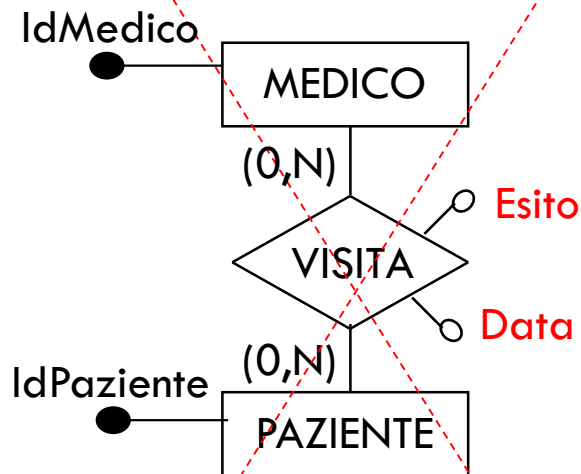 IdMedico
MEDICO
(0,N)
Esito
VISITA
Data
(0,N)
IdPaziente
PAZIENTE